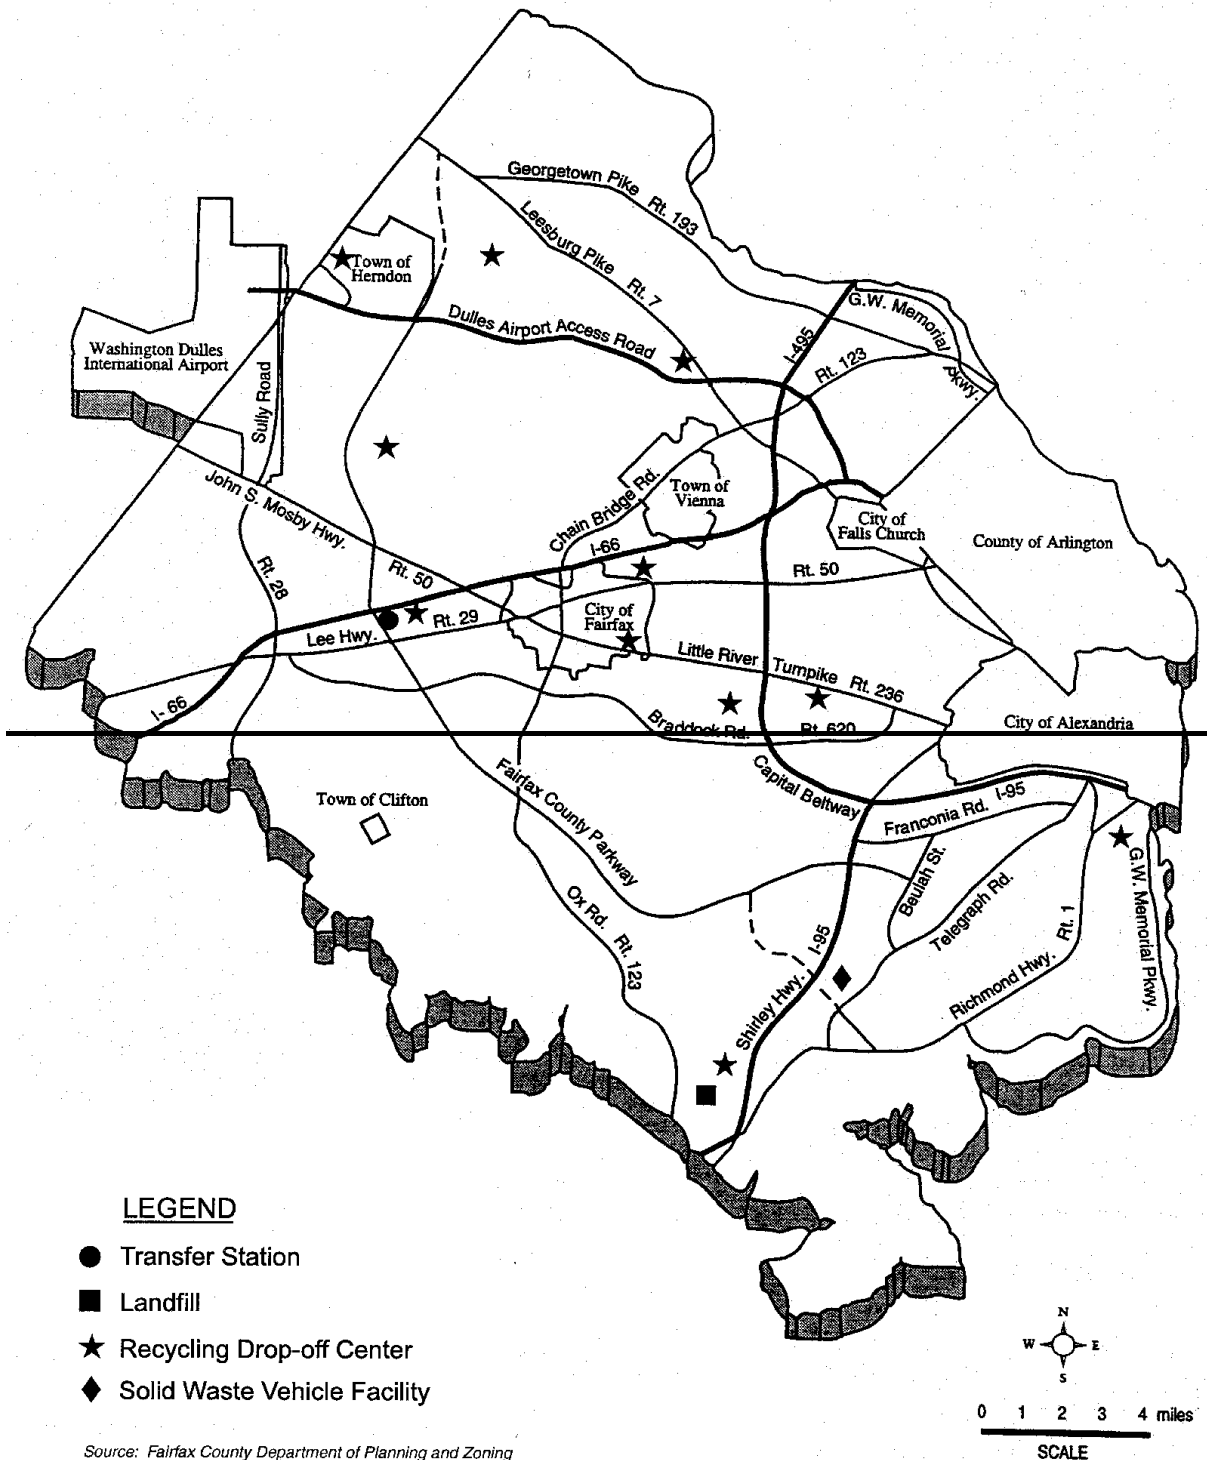 Georgetown Pike Rt. 193
Leesburg Pike Rt. 7
Town of
Herndon
G.W. Memorial Pkwy.
Dulles Airport Access Road
I-495
Rt. 123
Washington Dulles
International Airport
Sully Road
John S. Mosby Hwy.
Rt. 50
Chain Bridge Rd.
Town of
Vienna
City of
Falls Church
County of Arlington
I-66
Rt. 50
Rt. 28
Lee Hwy.
Rt. 29
City of
Fairfax
Little River Turnpike Rt. 236
I-66
Braddock Rd.
Rt. 620
City of Alexandria
Capital Beltway
I-95
Franconia Rd.
Town of Clifton
Fairfax County Parkway
Beulah St.
Telegraph Rd.
G.W. Memorial Pkwy.
Ox Rd. Rt. 123
I-95
Shirley Hwy.
Richmond Hwy.
Rt. 1
LEGEND
Transfer Station
Landfill
Recycling Drop-off Center
Solid Waste Vehicle Facility
N
W E
S
0 1 2 3 4 miles
SCALE
Source: Fairfax County Department of Planning and Zoning